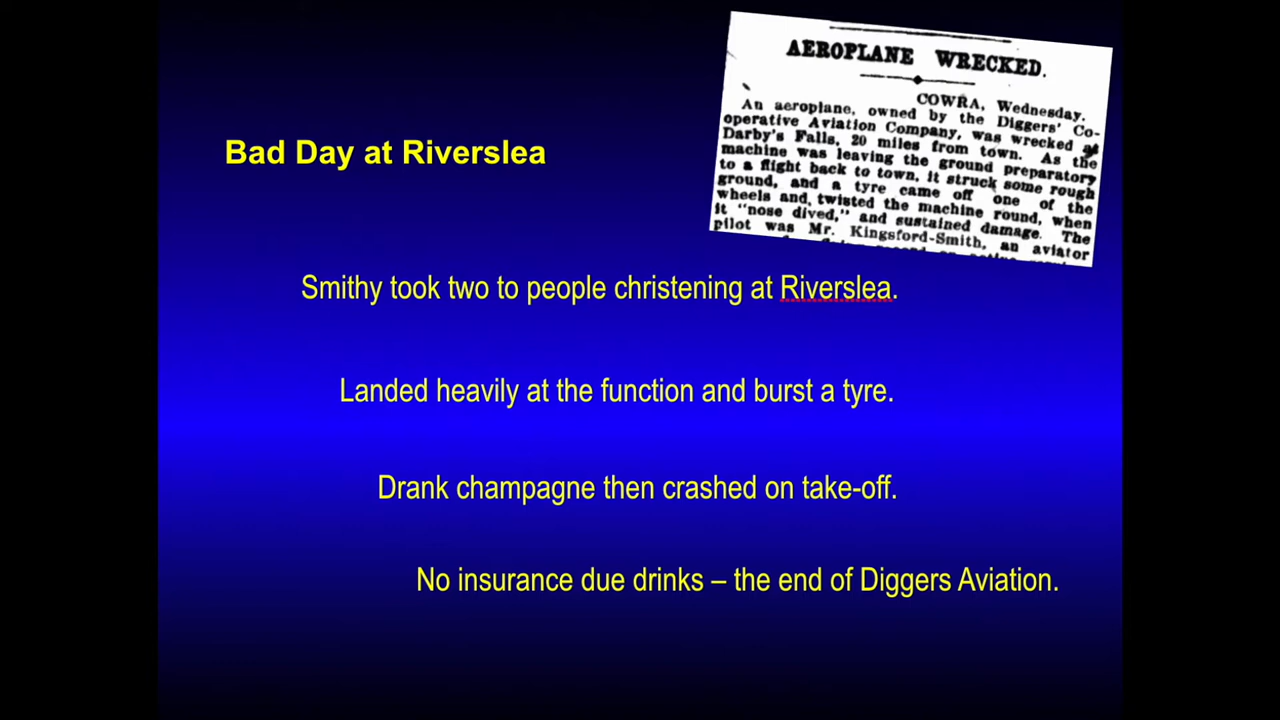 AEROPLANE WRECKED.
COWRA, Wednesday.
An aeroplane, owned by the Diggers' Co-
operative Aviation Company, was wrecked at
Darby's Falls, 20 miles from town. As the
machine was leaving the ground preparatory
to a flight back to town, it struck some rough
ground, and a tyre came off one of the
wheels and twisted the machine round, when
it "nose dived," and sustained damage. The
pilot was Mr. Kingsford-Smith, an aviator
Bad Day at Riverslea
Smithy took two to people christening at Riverslea.
Landed heavily at the function and burst a tyre.
Drank champagne then crashed on take-off.
No insurance due drinks – the end of Diggers Aviation.